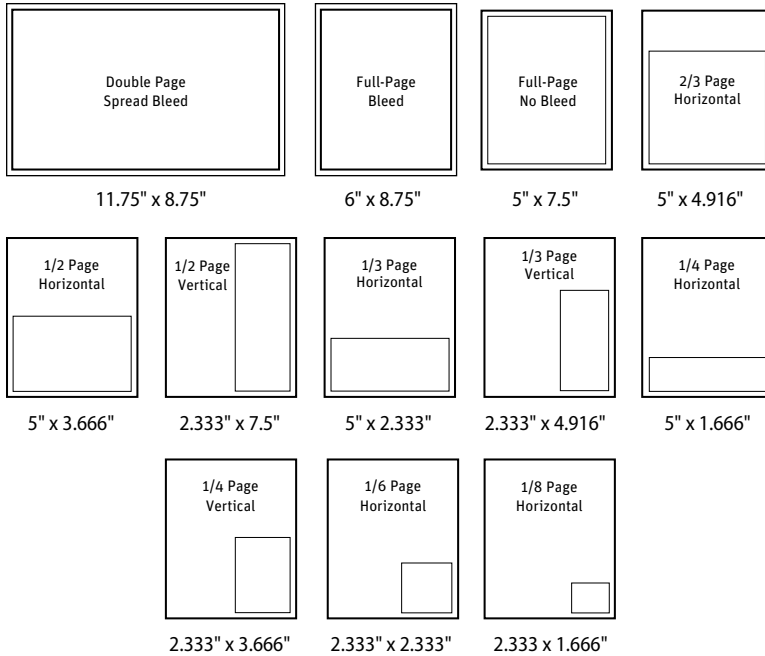 Double Page
Spread Bleed
11.75" x 8.75"
Full-Page
Bleed
6" x 8.75"
Full-Page
No Bleed
5" x 7.5"
2/3 Page
Horizontal
5" x 4.916"
1/2 Page
Horizontal
5" x 3.666"
1/2 Page
Vertical
2.333" x 7.5"
1/3 Page
Horizontal
5" x 2.333"
1/3 Page
Vertical
2.333" x 4.916"
1/4 Page
Horizontal
5" x 1.666"
1/4 Page
Vertical
2.333" x 3.666"
1/6 Page
Horizontal
2.333" x 2.333"
1/8 Page
Horizontal
2.333 x 1.666"